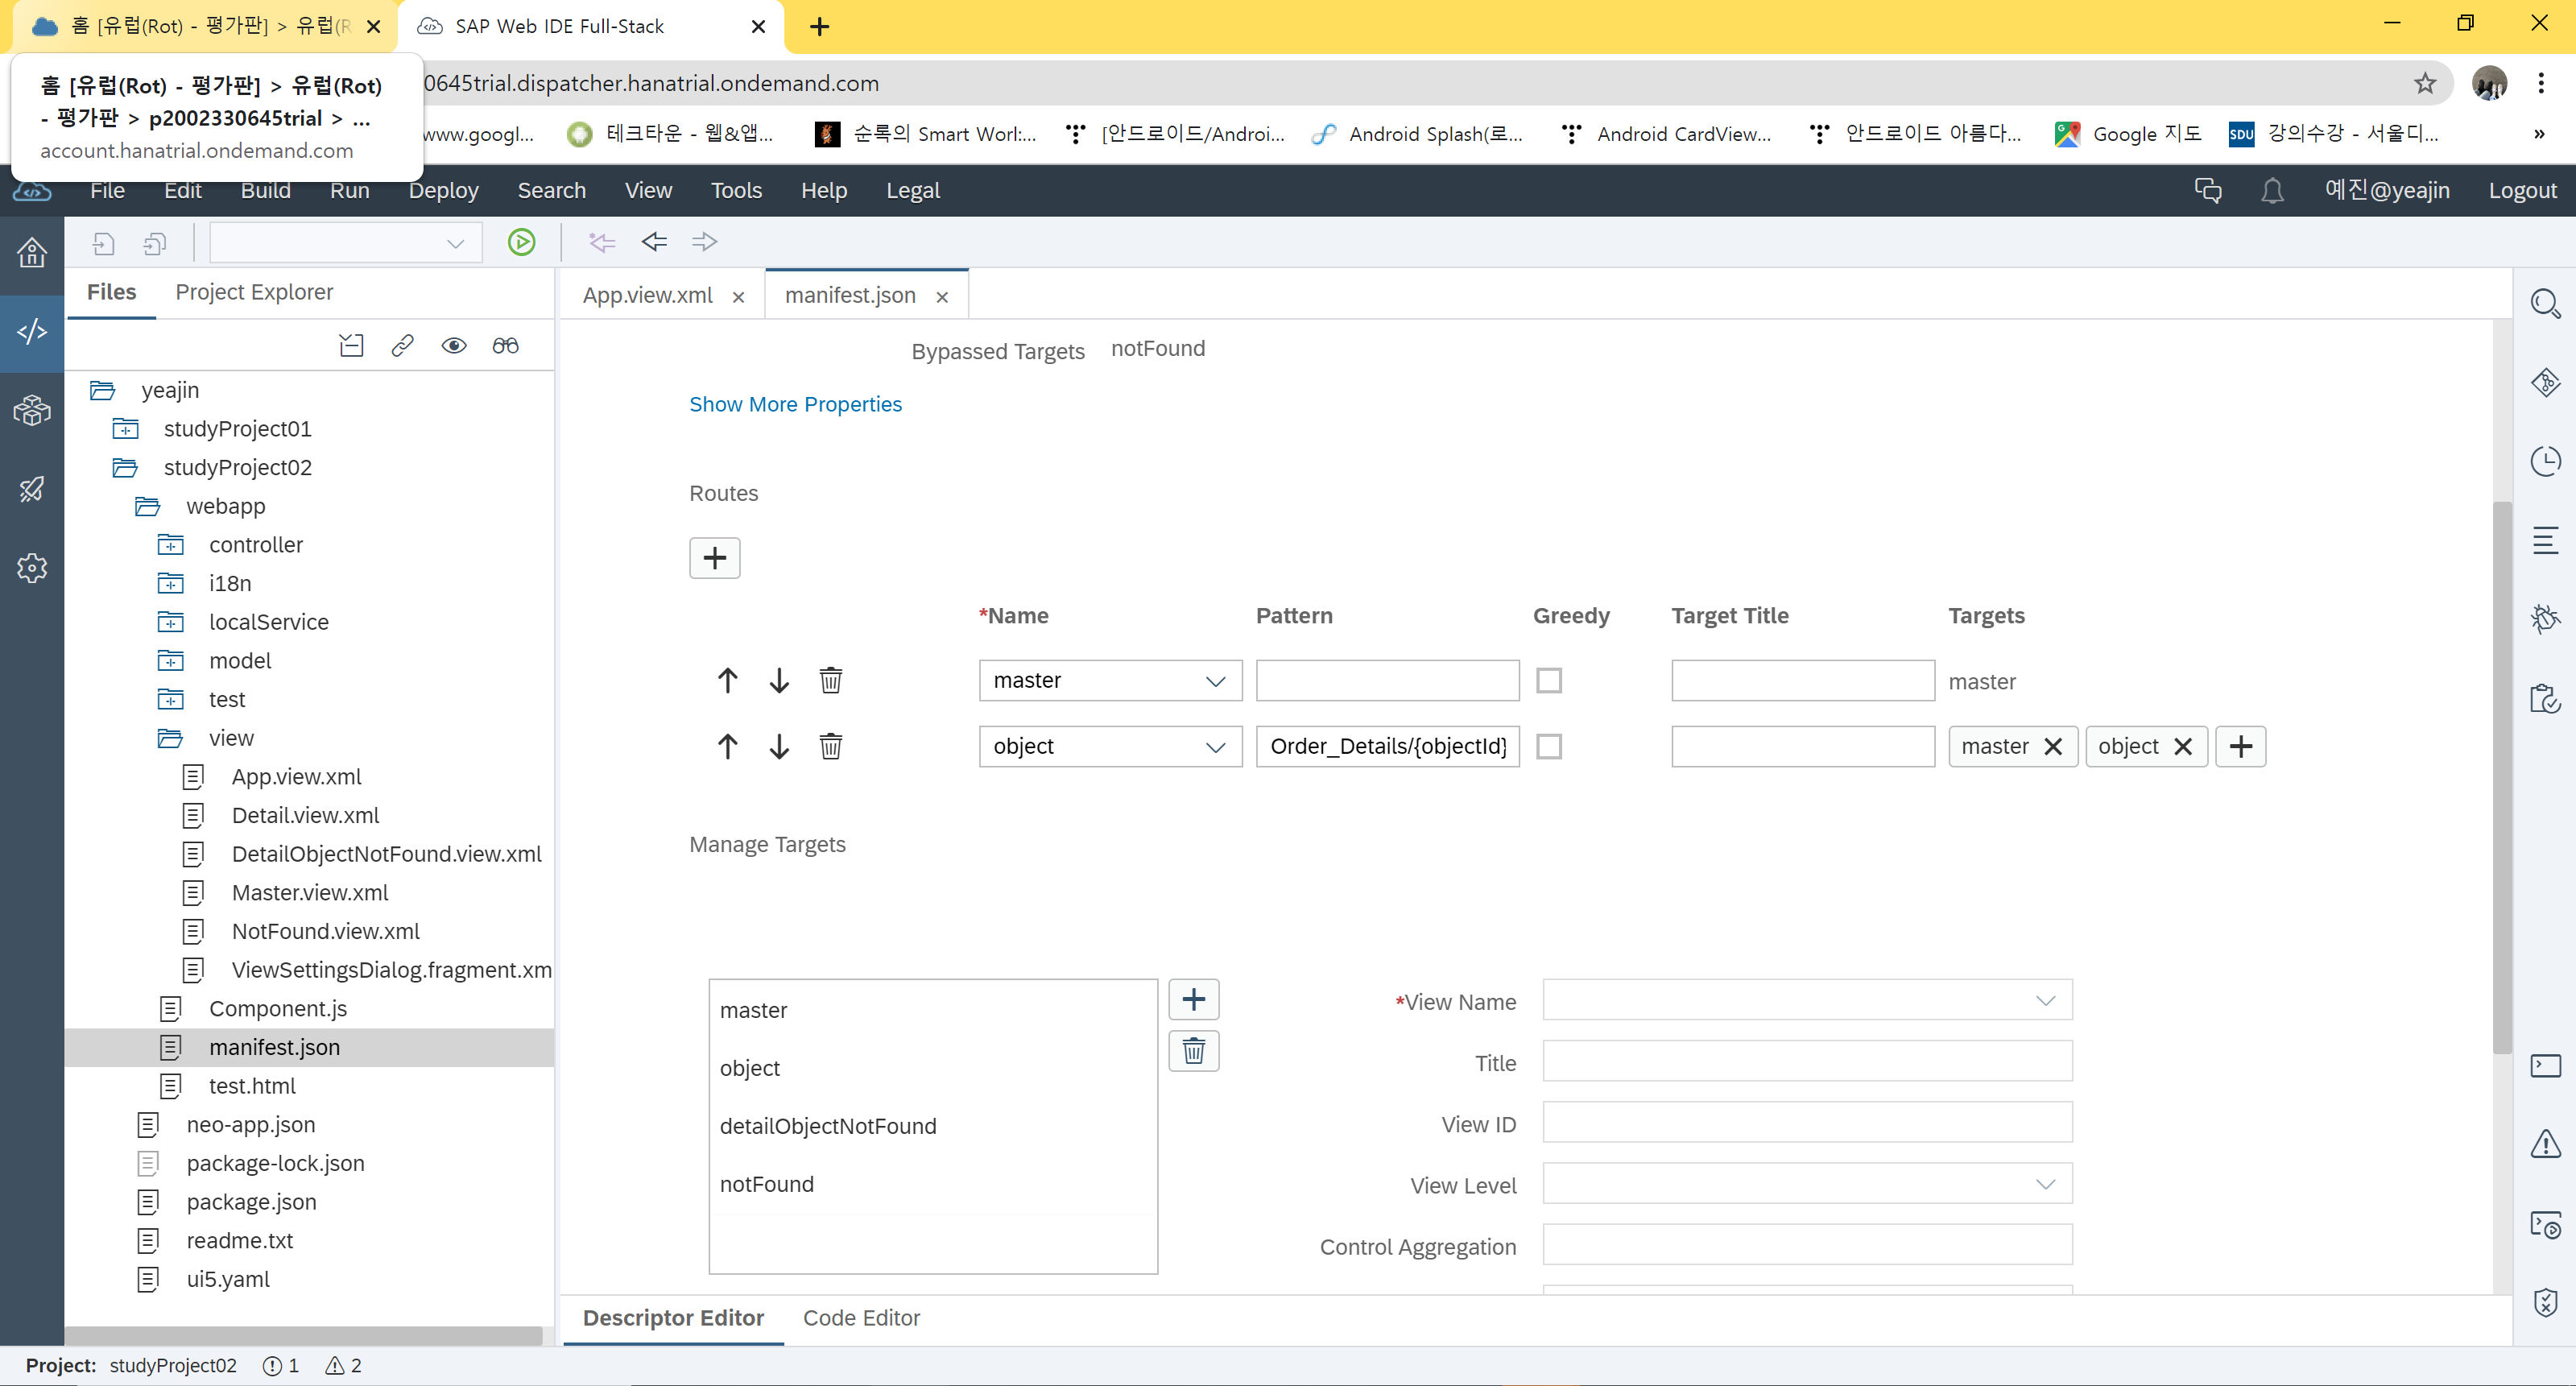 홈 [유럽(Rot) - 평가판] > 유럽(R
SAP Web IDE Full-Stack
홈 [유럽(Rot) - 평가판] > 유럽(Rot)
- 평가판 > p2002330645trial > ...
account.hanatrial.ondemand.com
0645trial.dispatcher.hanatrial.ondemand.com
www.googl...
테크타운 - 웹&앱...
순록의 Smart Worl:...
[안드로이드/Androi...
Android Splash(로...
Android CardView...
안드로이드 아름다...
Google 지도
SDU
강의수강 - 서울디...
»
File Edit Build Run Deploy Search View Tools Help Legal
예진@yeajin
Logout
Files
Project Explorer
App.view.xml
manifest.json
yeajin
studyProject01
studyProject02
webapp
controller
i18n
localService
model
test
view
App.view.xml
Detail.view.xml
DetailObjectNotFound.view.xml
Master.view.xml
NotFound.view.xml
ViewSettingsDialog.fragment.xm
Component.js
manifest.json
test.html
neo-app.json
package-lock.json
package.json
readme.txt
ui5.yaml
Bypassed Targets notFound
Show More Properties
Routes
*Name Pattern Greedy Target Title Targets
master master
object Order_Details/{objectId} master object
Manage Targets
master
object
detailObjectNotFound
notFound
*View Name
Title
View ID
View Level
Control Aggregation
Descriptor Editor
Code Editor
Project: studyProject02 1 2